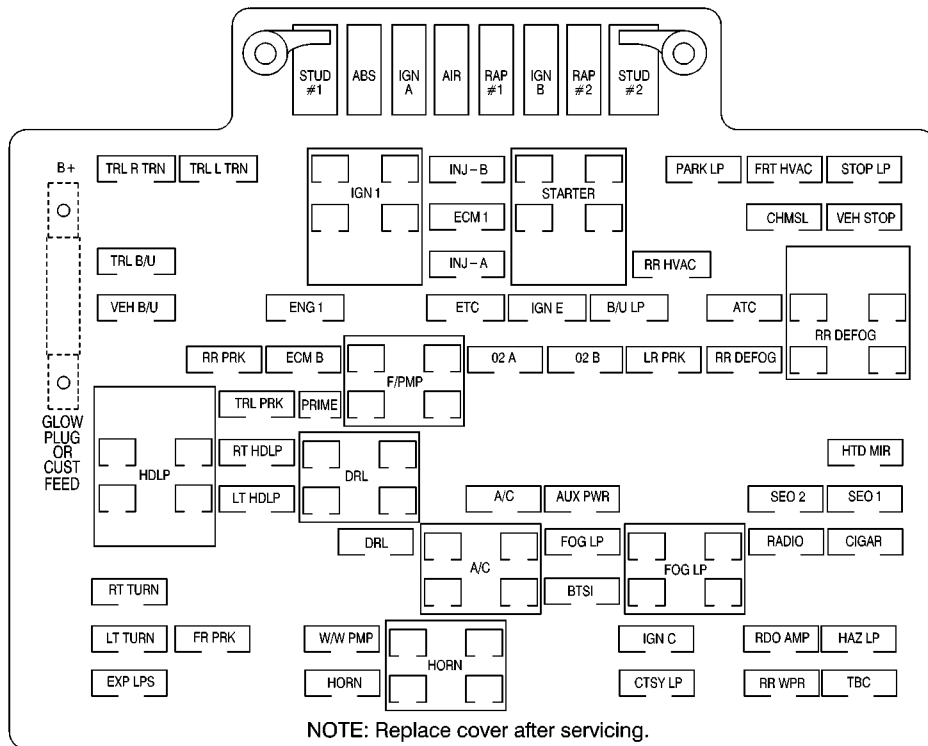 STUD #1
ABS
IGN A
AIR
RAP #1
IGN B
RAP #2
STUD #2
B+
TRL R TRN
TRL L TRN
IGN 1
INJ-B
STARTER
PARK LP
FRT HVAC
STOP LP
ECM 1
CHMSL
VEH STOP
TRL B/U
INJ-A
RR HVAC
VEH B/U
ENG 1
ETC
IGN E
B/U LP
ATC
RR DEFOG
RR PRK
ECM B
F/PMP
02 A
02 B
LR PRK
RR DEFOG
GLOW PLUG OR CUST FEED
TRL PRK
PRIME
HDLP
RT HDLP
DRL
HTD MIR
LT HDLP
A/C
AUX PWR
SEO 2
SEO 1
DRL
A/C
FOG LP
FOG LP
RADIO
CIGAR
RT TURN
BTSI
LT TURN
FR PRK
W/W PMP
HORN
IGN C
RDO AMP
HAZ LP
EXP LPS
HORN
CTSY LP
RR WPR
TBC
NOTE: Replace cover after servicing.